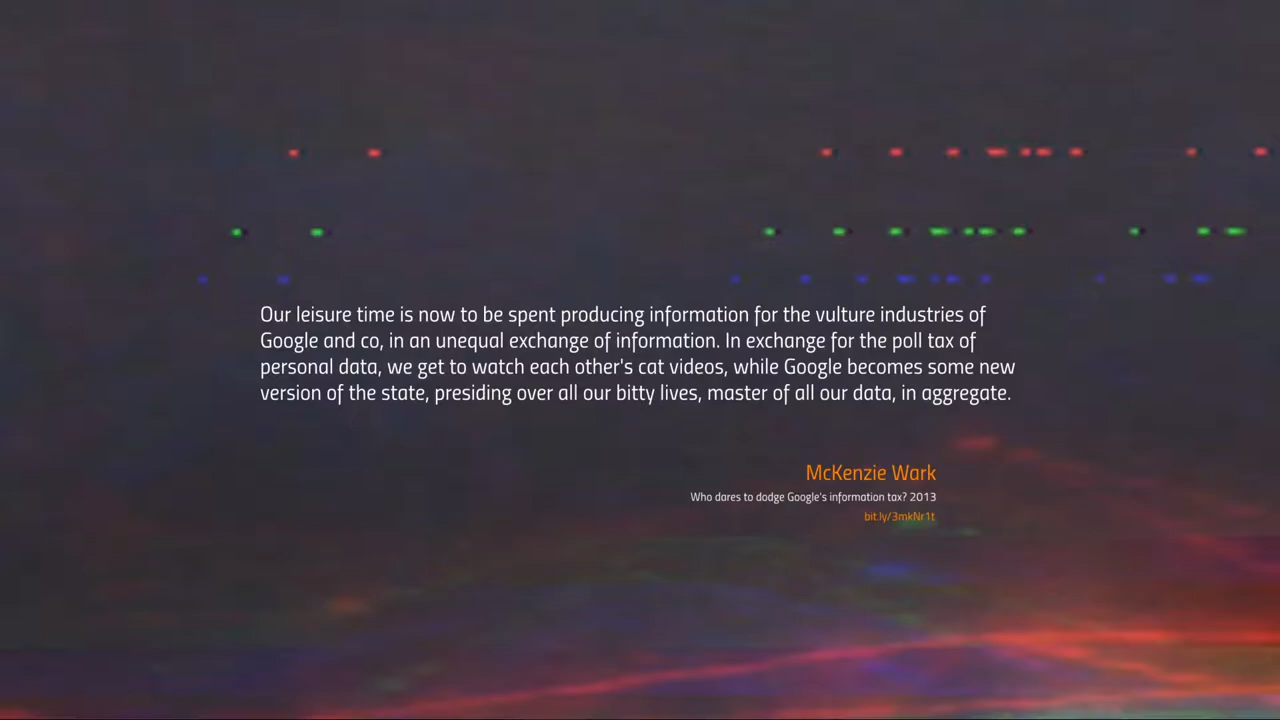 Our leisure time is now to be spent producing information for the vulture industries of
Google and co, in an unequal exchange of information. In exchange for the poll tax of
personal data, we get to watch each other's cat videos, while Google becomes some new
version of the state, presiding over all our bitty lives, master of all our data, in aggregate.
McKenzie Wark
Who dares to dodge Google's information tax? 2013
bit.ly/3mkNr1t